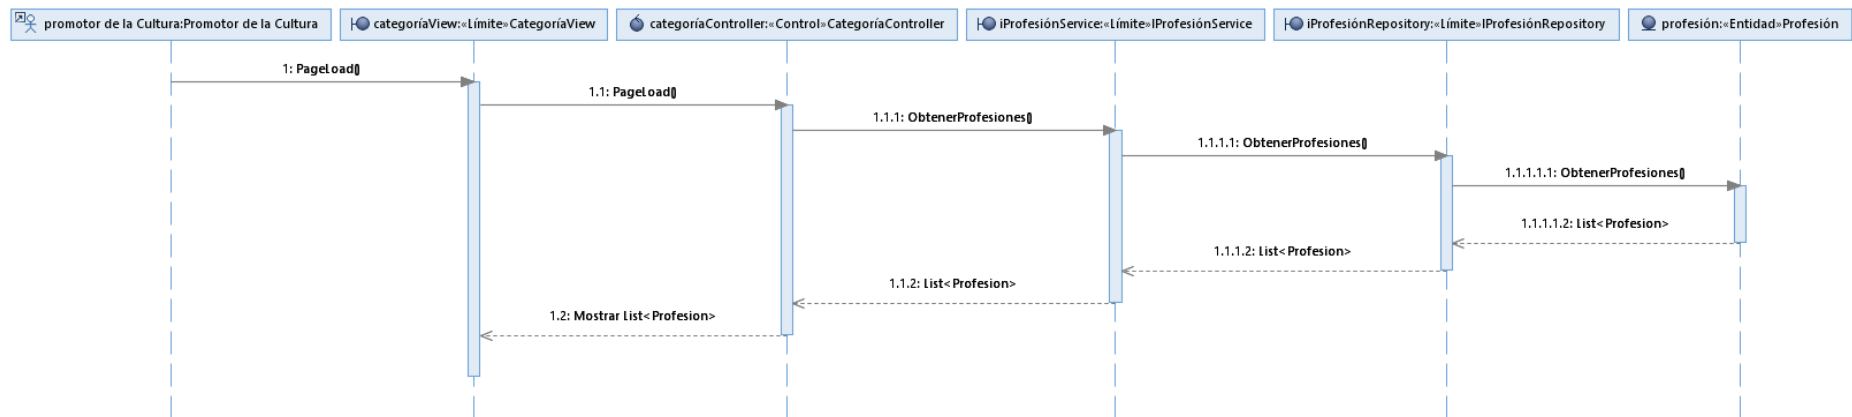 promotor de la Cultura:Promotor de la Cultura
categoríaView:«Límite»CategoríaView
categoríaController:«Control»CategoríaController
iProfesiónService:«Límite»IProfesiónService
iProfesiónRepository:«Límite»IProfesiónRepository
profesión:«Entidad»Profesión
1: PageLoad()
1.1: PageLoad()
1.1.1: ObtenerProfesiones()
1.1.1.1: ObtenerProfesiones()
1.1.1.1.1: ObtenerProfesiones()
1.1.1.1.2: List<Profesion>
1.1.1.2: List<Profesion>
1.1.2: List<Profesion>
1.2: Mostrar List<Profesion>